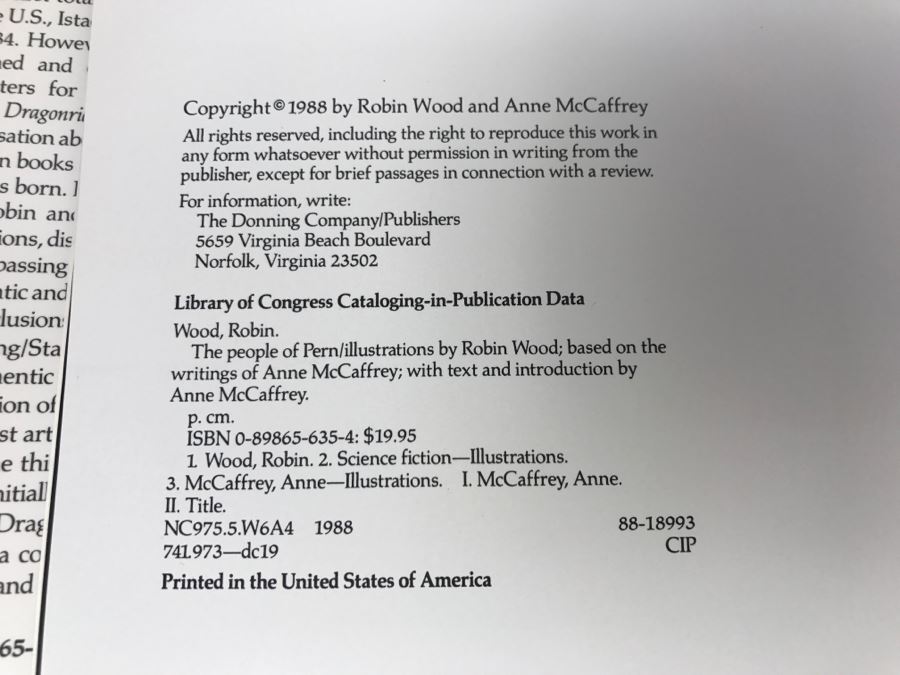 U.S., Ista
34. Howev
ned and
ters for
Dragonri
sation ab
n books
s born. I
obin and
ions, dis
passing
tic and
lusion
ng/Sta
entic
ion of
st art
e thi
nitial
Drag
a co
and
65-
Copyright © 1988 by Robin Wood and Anne McCaffrey
All rights reserved, including the right to reproduce this work in
any form whatsoever without permission in writing from the
publisher, except for brief passages in connection with a review.
For information, write:
The Donning Company/Publishers
5659 Virginia Beach Boulevard
Norfolk, Virginia 23502
Library of Congress Cataloging-in-Publication Data
Wood, Robin.
The people of Pern/illustrations by Robin Wood; based on the
writings of Anne McCaffrey; with text and introduction by
Anne McCaffrey.
p. cm.
ISBN 0-89865-635-4: $19.95
1. Wood, Robin. 2. Science fiction—Illustrations.
3. McCaffrey, Anne—Illustrations. I. McCaffrey, Anne.
II. Title.
NC975.5.W6A4 1988 88-18993
741.973—dc19 CIP
Printed in the United States of America